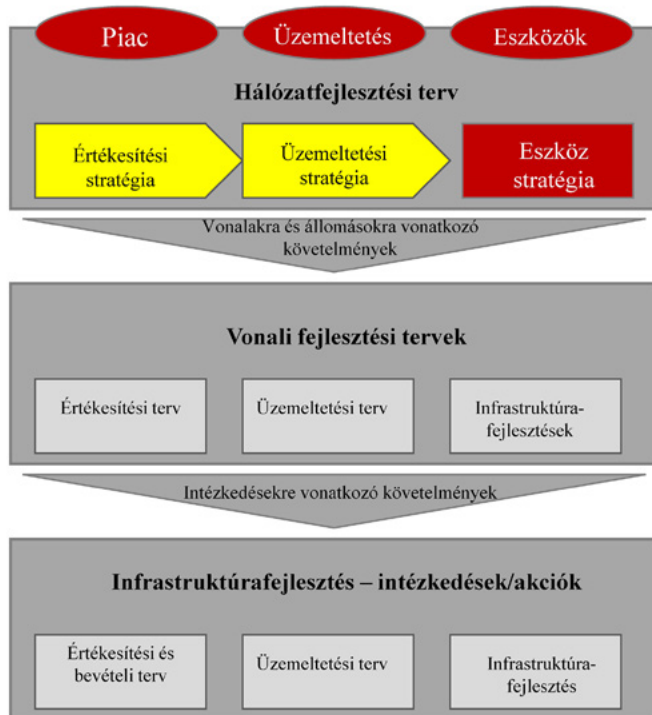 Piac
Üzemeltetés
Eszközök
Hálózatfejlesztési terv
Értékesítési
stratégia
Üzemeltetési
stratégia
Eszköz
stratégia
Vonalakra és állomásokra vonatkozó
követelmények
Vonali fejlesztési tervek
Értékesítési terv
Üzemeltetési terv
Infrastruktúra-
fejlesztések
Intézkedésekre vonatkozó követelmények
Infrastruktúrafejlesztés – intézkedések/akciók
Értékesítési és
bevételi terv
Üzemeltetési terv
Infrastruktúra-
fejlesztés